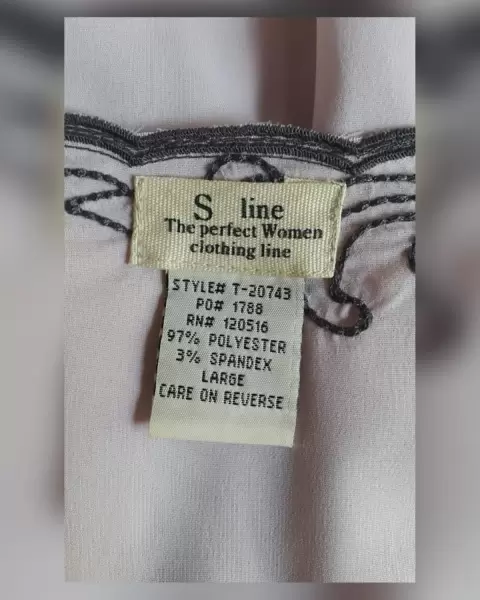 S line
The perfect Women
clothing line
STYLE# T-20743
PO# 1788
RN# 120516
97% POLYESTER
3% SPANDEX
LARGE
CARE ON REVERSE